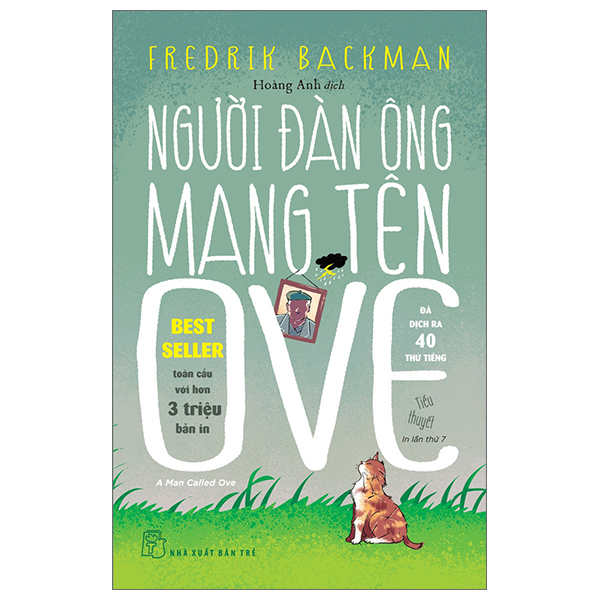 FREDRIK BACKMAN
Hoàng Anh dịch
NGƯỜI ĐÀN ÔNG
MANG TÊN
OVE
BEST
SELLER
toàn cầu
với hơn
3 triệu
bản in
ĐÃ
DỊCH RA
40
THỨ TIẾNG
Tiểu
thuyết
In lần thứ 7
A Man Called Ove
NHÀ XUẤT BẢN TRẺ